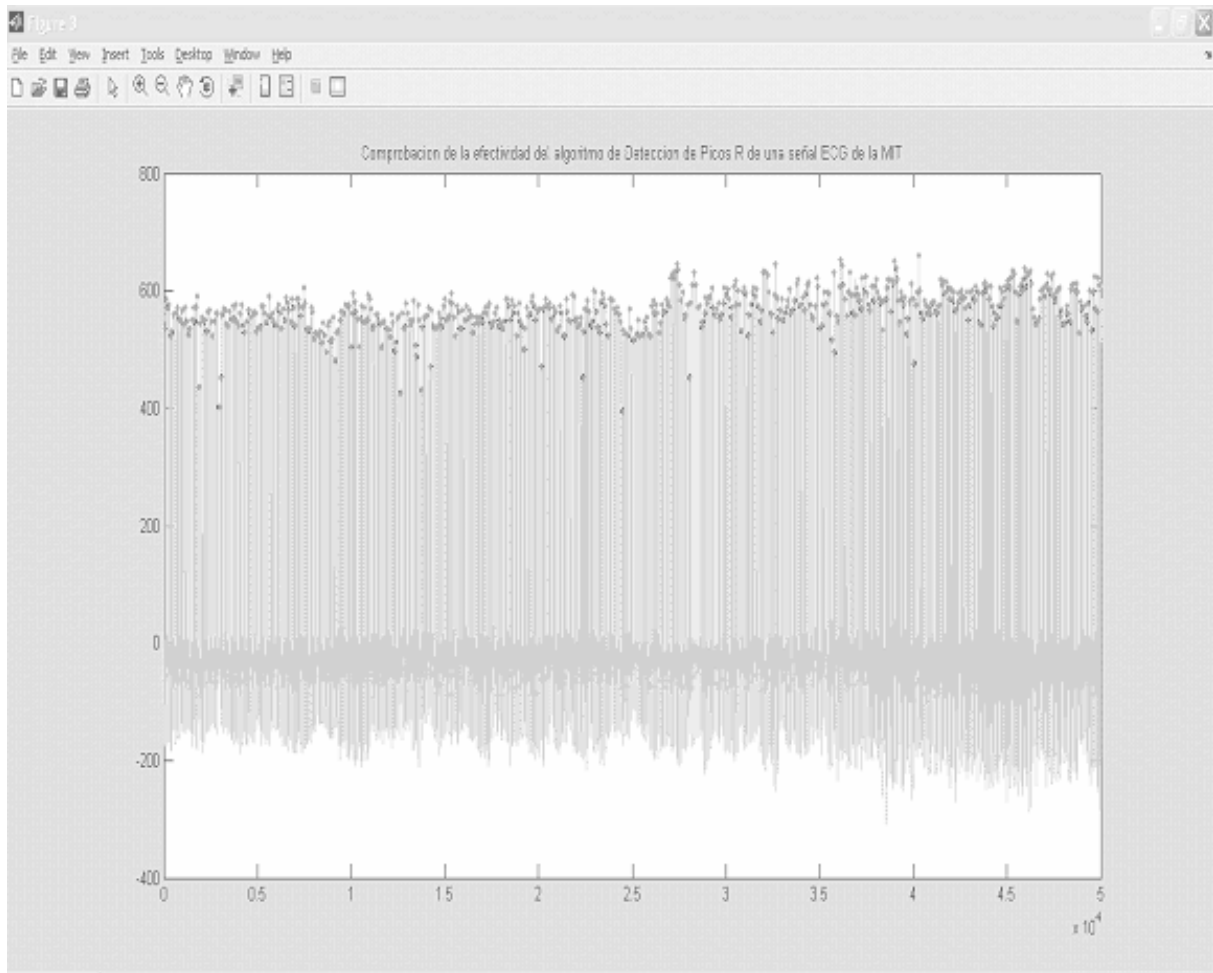 Figure 3
File Edit View Insert Tools Desktop Window Help
Comprobacion de la efectividad del algoritmo de Deteccion de Picos R de una señal ECG de la MIT
800
600
400
200
0
-200
-400
0 0.5 1 1.5 2 2.5 3 3.5 4 4.5 5
x 10^4